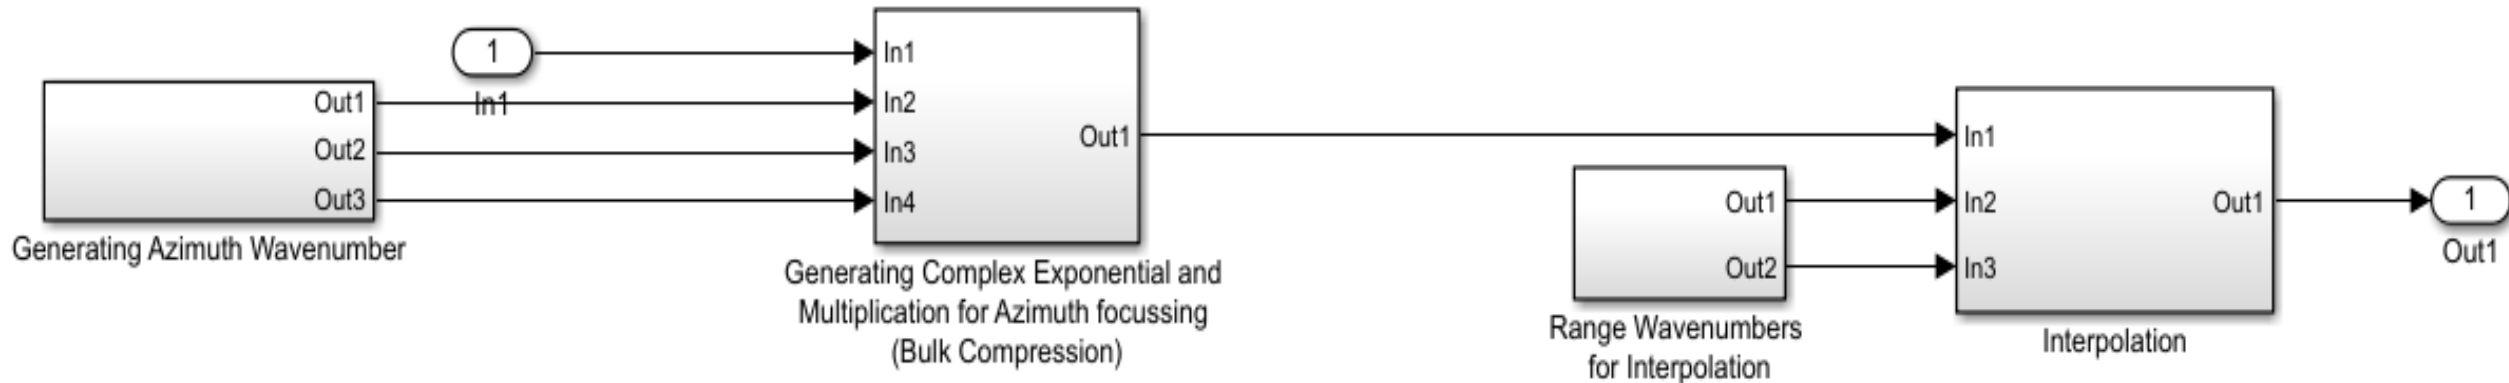 1
In1
Out1
Out2
Out3
Generating Azimuth Wavenumber
In1
In2
In3
In4
Out1
Generating Complex Exponential and
Multiplication for Azimuth focussing
(Bulk Compression)
Out1
Out2
Range Wavenumbers
for Interpolation
In1
In2
In3
Out1
Interpolation
1
Out1